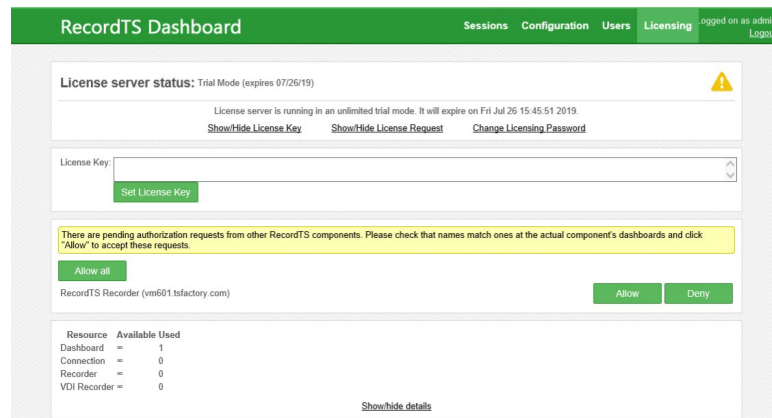 RecordTS Dashboard
Sessions Configuration Users Licensing
ogged on as admi
Logou
License server status: Trial Mode (expires 07/26/19)
License server is running in an unlimited trial mode. It will expire on Fri Jul 26 15:45:51 2019.
Show/Hide License Key Show/Hide License Request Change Licensing Password
License Key:
Set License Key
There are pending authorization requests from other RecordTS components. Please check that names match ones at the actual component's dashboards and click
"Allow" to accept these requests.
Allow all
RecordTS Recorder (vm601.tsfactory.com) Allow Deny
Resource Available Used
Dashboard ∞ 1
Connection ∞ 0
Recorder ∞ 0
VDI Recorder ∞ 0
Show/hide details